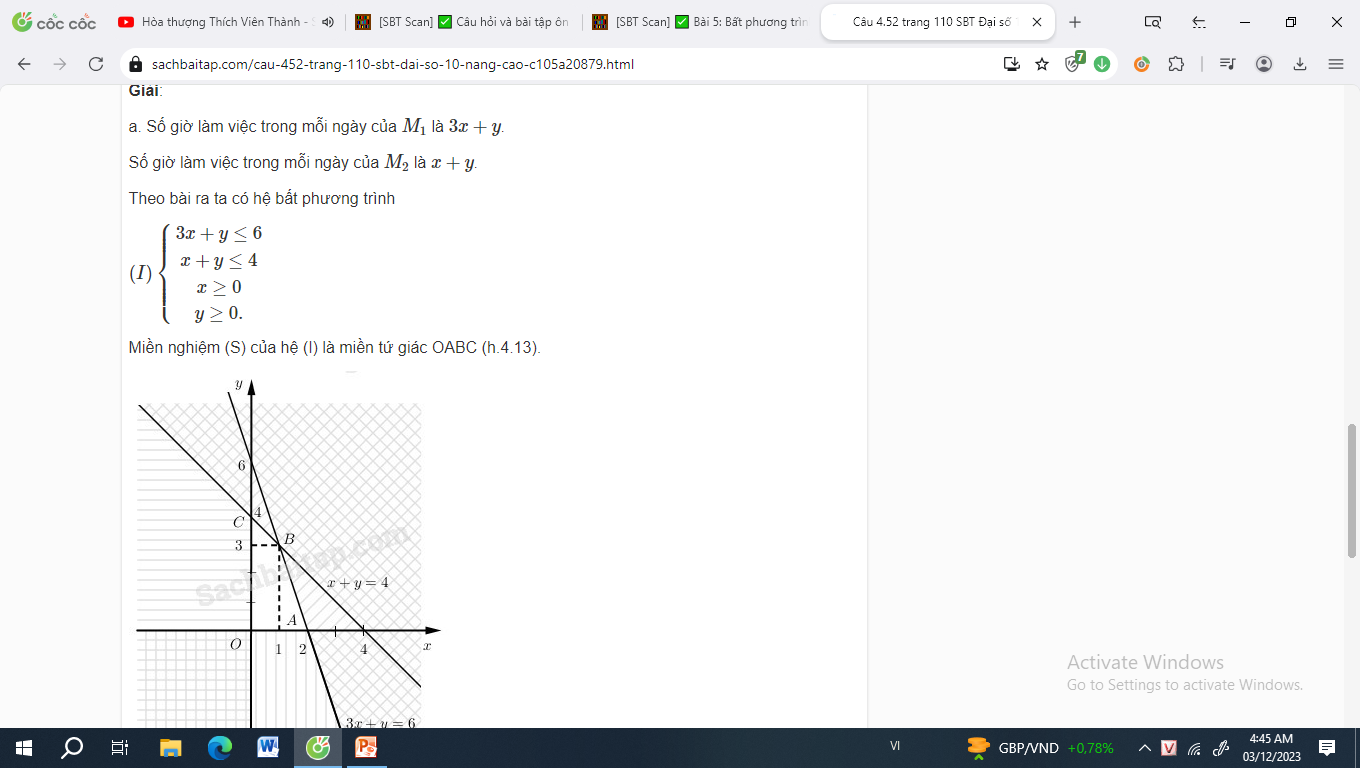 cốc cốc
Hòa thượng Thích Viên Thành - S
[SBT Scan] ✅ Câu hỏi và bài tập ôn
[SBT Scan] ✅ Bài 5: Bất phương trìn
Câu 4.52 trang 110 SBT Đại số
sachbaitap.com/cau-452-trang-110-sbt-dai-so-10-nang-cao-c105a20879.html
7
Giải:
a. Số giờ làm việc trong mỗi ngày của M₁ là 3x + y.
Số giờ làm việc trong mỗi ngày của M₂ là x + y.
Theo bài ra ta có hệ bất phương trình
(I) { 3x + y ≤ 6
x + y ≤ 4
x ≥ 0
y ≥ 0.
Miền nghiệm (S) của hệ (I) là miền tứ giác OABC (h.4.13).
y
6
C 4
3 B
Sachbaitap.com
x + y = 4
A
O 1 2 4 x
3x + y = 6
Activate Windows
Go to Settings to activate Windows.
VI
GBP/VND +0,78%
4:45 AM
03/12/2023